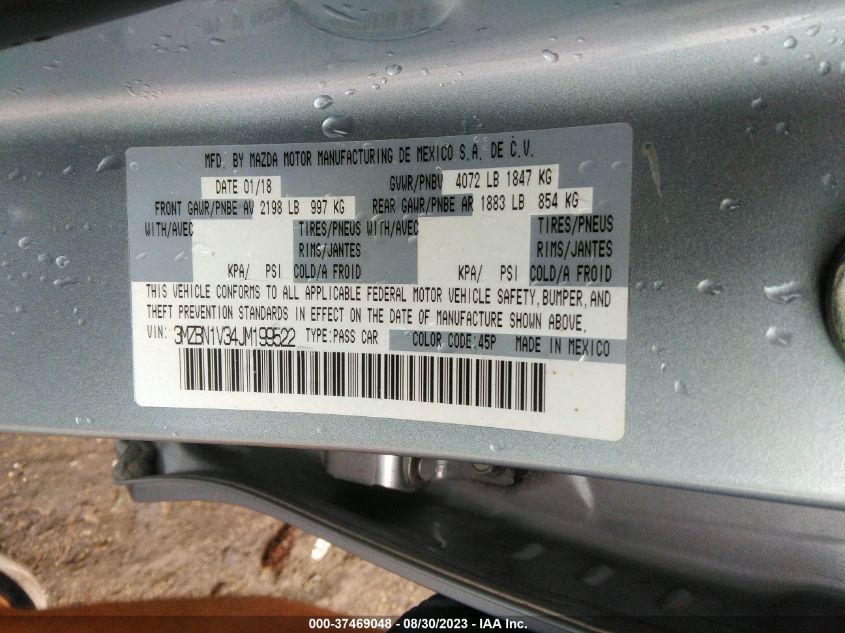 MFD. BY MAZDA MOTOR MANUFACTURING DE MEXICO S.A. DE C.V.
DATE 01/18 GVWR/PNBV 4072 LB 1847 KG
FRONT GAWR/PNBE AV 2198 LB 997 KG REAR GAWR/PNBE AR 1883 LB 854 KG
WITH/AVEC TIRES/PNEUS WITH/AVEC TIRES/PNEUS
RIMS/JANTES RIMS/JANTES
KPA/ PSI COLD/A FROID KPA/ PSI COLD/A FROID
THIS VEHICLE CONFORMS TO ALL APPLICABLE FEDERAL MOTOR VEHICLE SAFETY, BUMPER, AND
THEFT PREVENTION STANDARDS IN EFFECT ON THE DATE OF MANUFACTURE SHOWN ABOVE.
VIN: 3MZBN1V34JM199522 TYPE: PASS CAR COLOR CODE: 45P MADE IN MEXICO
000-37469048 - 08/30/2023 - IAA Inc.